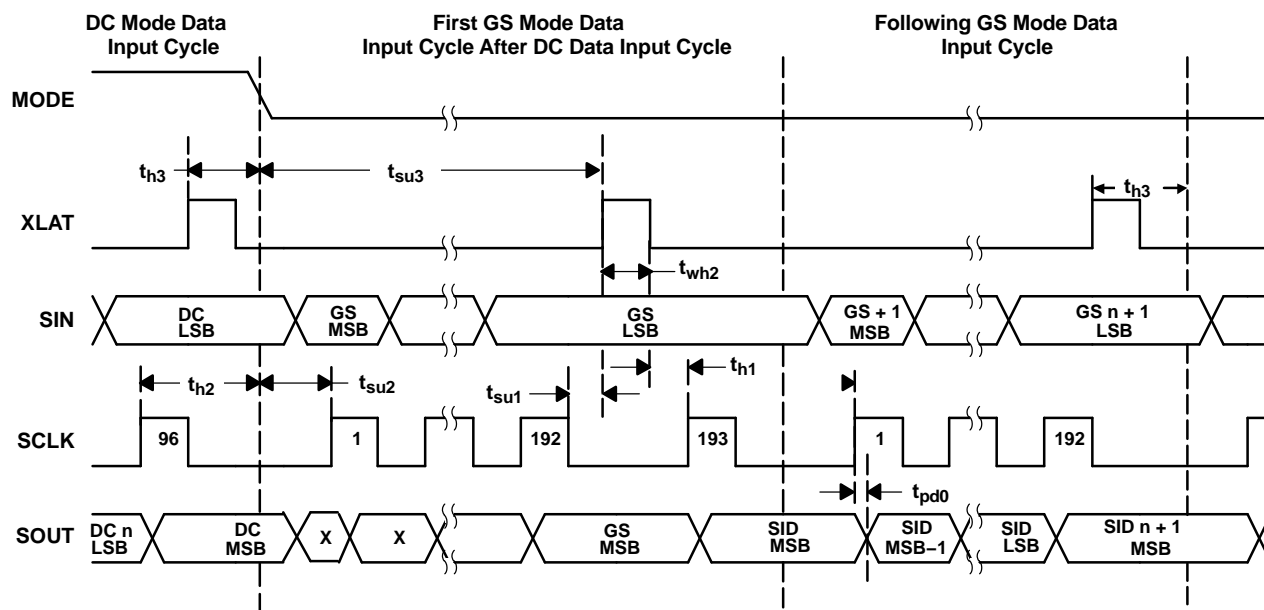 DC Mode Data
Input Cycle
First GS Mode Data
Input Cycle After DC Data Input Cycle
Following GS Mode Data
Input Cycle
MODE
th3
tsu3
th3
XLAT
twh2
SIN
DC
LSB
GS
MSB
GS
LSB
GS + 1
MSB
GS n + 1
LSB
th2
tsu2
tsu1
th1
SCLK
96
1
192
193
1
192
tpd0
SOUT
DC n
LSB
DC
MSB
X
X
GS
MSB
SID
MSB
SID
MSB−1
SID
LSB
SID n + 1
MSB